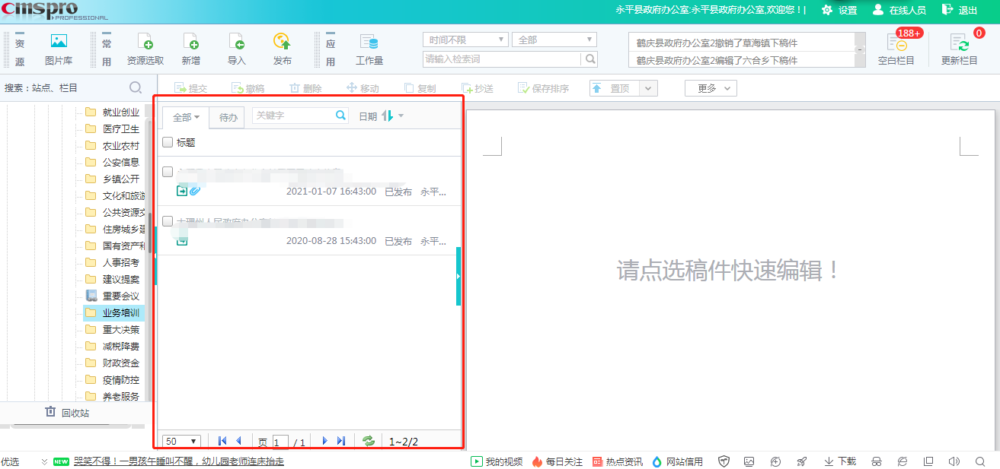 cmspro
PROFESSIONAL
永平县政府办公室:永平县政府办公室,欢迎您！|
设置
在线人员
退出
资源
图片库
常用
资源选取
新增
导入
发布
应用
工作量
时间不限
全部
请输入检索词
鹤庆县政府办公室2撤销了草海镇下稿件
鹤庆县政府办公室2编辑了六合乡下稿件
188+
空白栏目
0
更新栏目
搜索：站点、栏目
提交
撤稿
删除
移动
复制
抄送
保存排序
置顶
更多
就业创业
医疗卫生
农业农村
公安信息
乡镇公开
文化和旅游
公共资源交
住房城乡建
国有资产和
人事招考
建议提案
重要会议
业务培训
重大决策
减税降费
财政资金
疫情防控
养老服务
回收站
全部
待办
关键字
日期
标题
2021-01-07 16:43:00 已发布 永平...
2020-08-28 15:43:00 已发布 永平...
50
页 1 / 1
1~2/2
请点选稿件快速编辑！
优选
NEW
哭笑不得！一男孩午睡叫不醒，幼儿园老师连床抬走
我的视频
每日关注
热点资讯
网站信用
下载